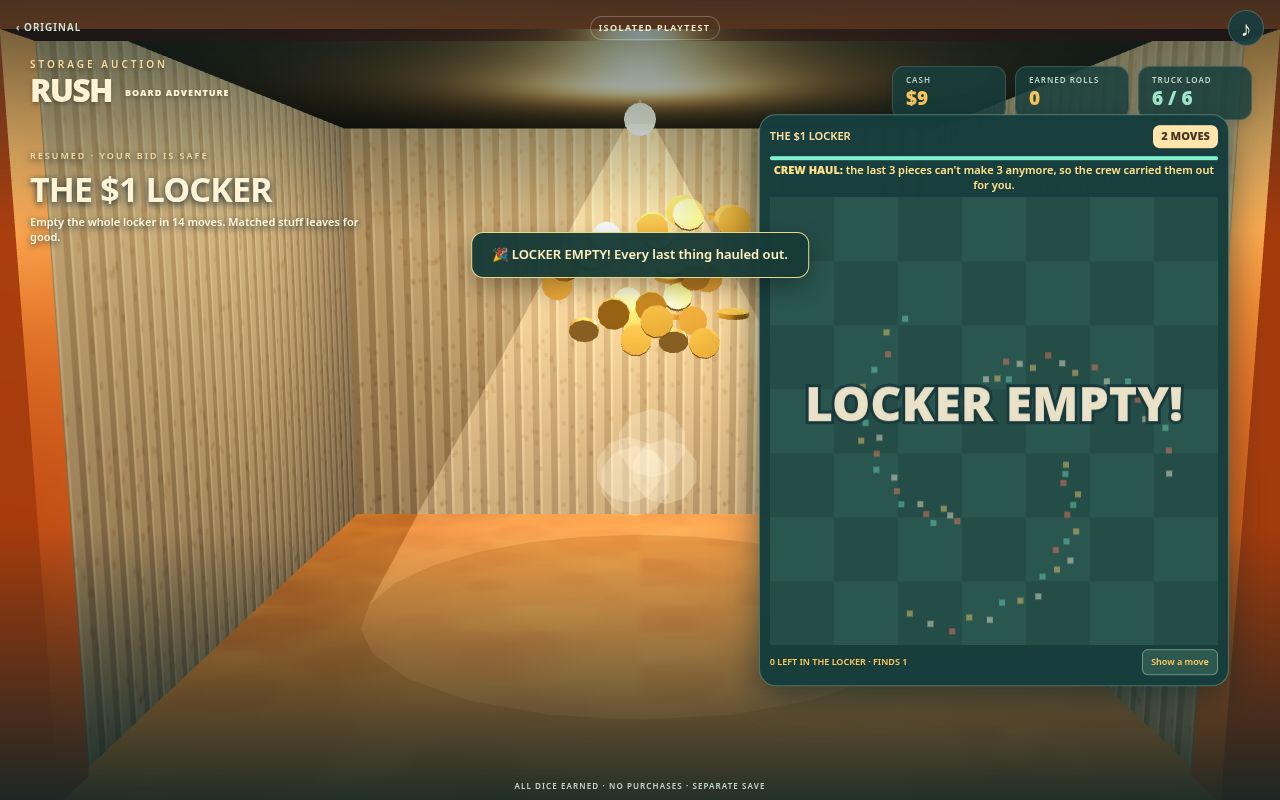 ‹ ORIGINAL
ISOLATED PLAYTEST
♪
STORAGE AUCTION
RUSH BOARD ADVENTURE
CASH
$9
EARNED ROLLS
0
TRUCK LOAD
6 / 6
RESUMED · YOUR BID IS SAFE
THE $1 LOCKER
Empty the whole locker in 14 moves. Matched stuff leaves for
good.
🎉 LOCKER EMPTY! Every last thing hauled out.
THE $1 LOCKER
2 MOVES
CREW HAUL: the last 3 pieces can't make 3 anymore, so the crew carried them out
for you.
LOCKER EMPTY!
0 LEFT IN THE LOCKER · FINDS 1
Show a move
ALL DICE EARNED · NO PURCHASES · SEPARATE SAVE